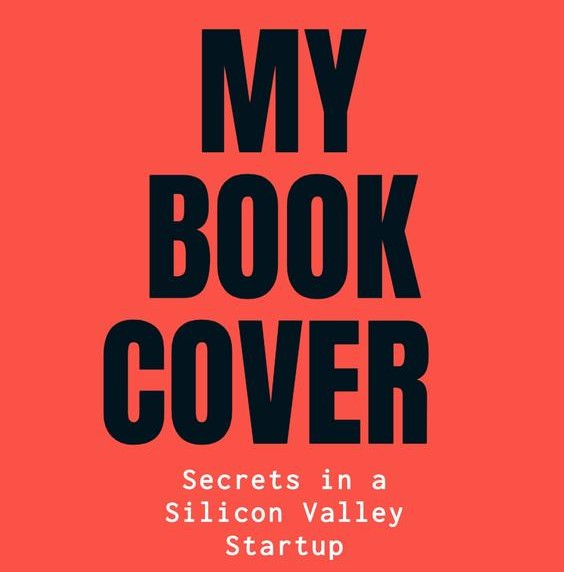 MY
BOOK
COVER
Secrets in a
Silicon Valley
Startup